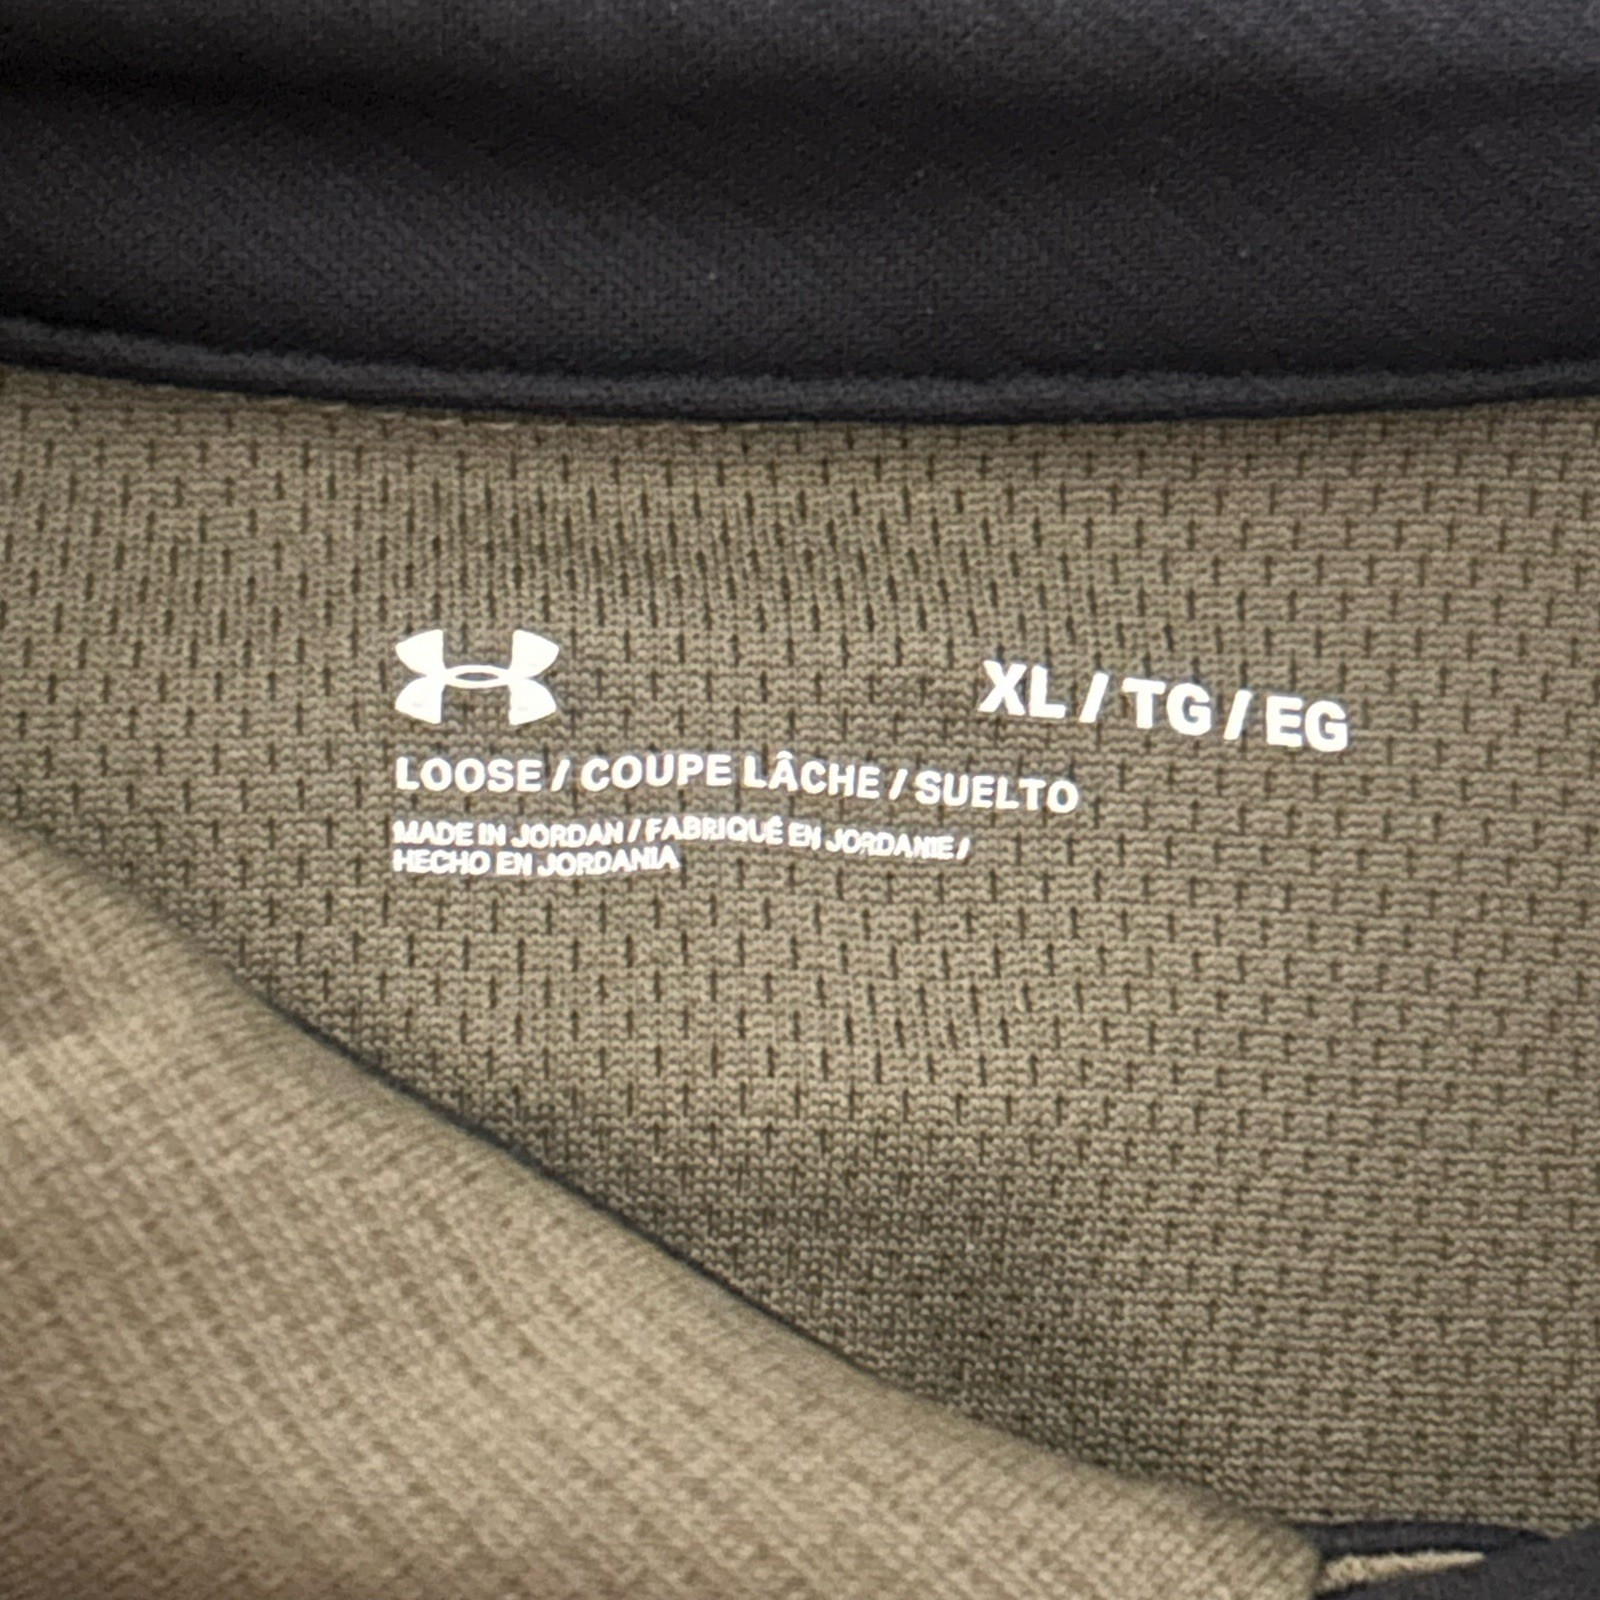 XL / TG / EG
LOOSE / COUPE LÂCHE / SUELTO
MADE IN JORDAN / FABRIQUÉ EN JORDANIE /
HECHO EN JORDANIA